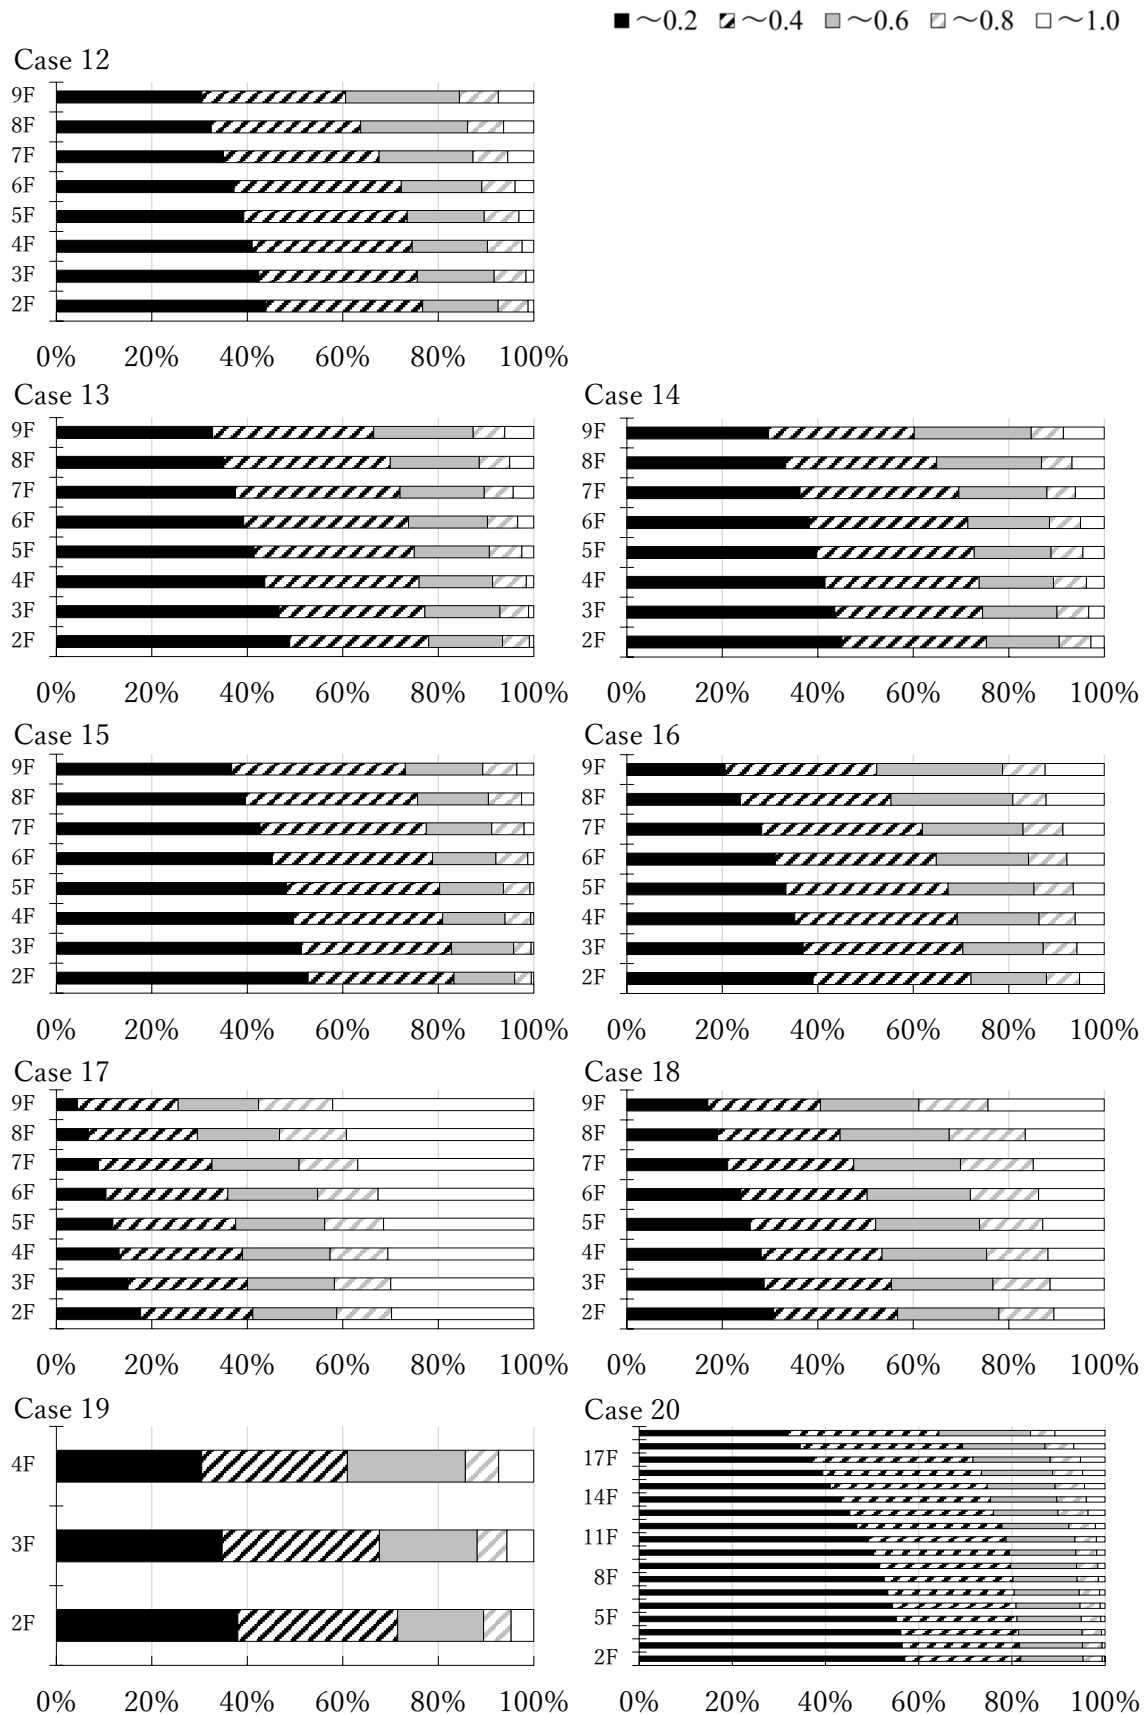 ■～0.2 ～0.4 ～0.6 ～0.8 ～1.0
Case 12
9F
8F
7F
6F
5F
4F
3F
2F
0% 20% 40% 60% 80% 100%
Case 13
9F
8F
7F
6F
5F
4F
3F
2F
0% 20% 40% 60% 80% 100%
Case 14
9F
8F
7F
6F
5F
4F
3F
2F
0% 20% 40% 60% 80% 100%
Case 15
9F
8F
7F
6F
5F
4F
3F
2F
0% 20% 40% 60% 80% 100%
Case 16
9F
8F
7F
6F
5F
4F
3F
2F
0% 20% 40% 60% 80% 100%
Case 17
9F
8F
7F
6F
5F
4F
3F
2F
0% 20% 40% 60% 80% 100%
Case 18
9F
8F
7F
6F
5F
4F
3F
2F
0% 20% 40% 60% 80% 100%
Case 19
4F
3F
2F
0% 20% 40% 60% 80% 100%
Case 20
17F
14F
11F
8F
5F
2F
0% 20% 40% 60% 80% 100%